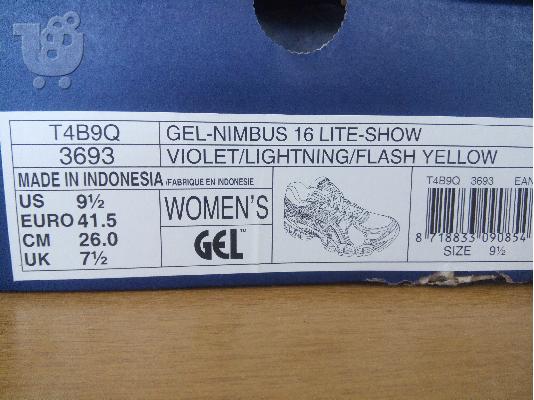 T4B9Q GEL-NIMBUS 16 LITE-SHOW
3693 VIOLET/LIGHTNING/FLASH YELLOW
MADE IN INDONESIA /FABRIQUE EN INDONESIE
US 9½
EURO 41.5
CM 26.0
UK 7½
WOMEN'S
GEL™
T4B9Q 3693 EAN
8 718833 090854
SIZE 9½